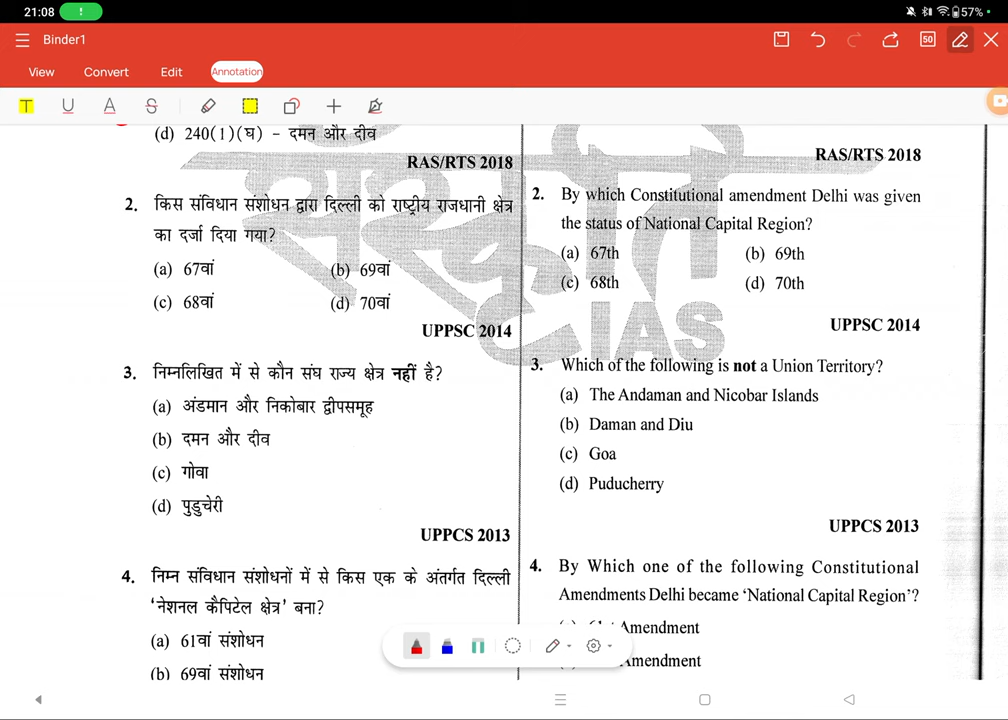 21:08
57%
Binder1
50
View Convert Edit Annotation
T U A S
(d) 240(1)(घ) – दमन और दीव
RAS/RTS 2018
2. किस संविधान संशोधन द्वारा दिल्ली को राष्ट्रीय राजधानी क्षेत्र
का दर्जा दिया गया?
(a) 67वां (b) 69वां
(c) 68वां (d) 70वां
UPPSC 2014
3. निम्नलिखित में से कौन संघ राज्य क्षेत्र नहीं है?
(a) अंडमान और निकोबार द्वीपसमूह
(b) दमन और दीव
(c) गोवा
(d) पुडुचेरी
UPPCS 2013
4. निम्न संविधान संशोधनों में से किस एक के अंतर्गत दिल्ली
‘नेशनल कैपिटेल क्षेत्र’ बना?
(a) 61वां संशोधन
(b) 69वां संशोधन
RAS/RTS 2018
2. By which Constitutional amendment Delhi was given
the status of National Capital Region?
(a) 67th (b) 69th
(c) 68th (d) 70th
UPPSC 2014
3. Which of the following is not a Union Territory?
(a) The Andaman and Nicobar Islands
(b) Daman and Diu
(c) Goa
(d) Puducherry
UPPCS 2013
4. By Which one of the following Constitutional
Amendments Delhi became ‘National Capital Region’?
Amendment
Amendment
संस्कृति
IAS